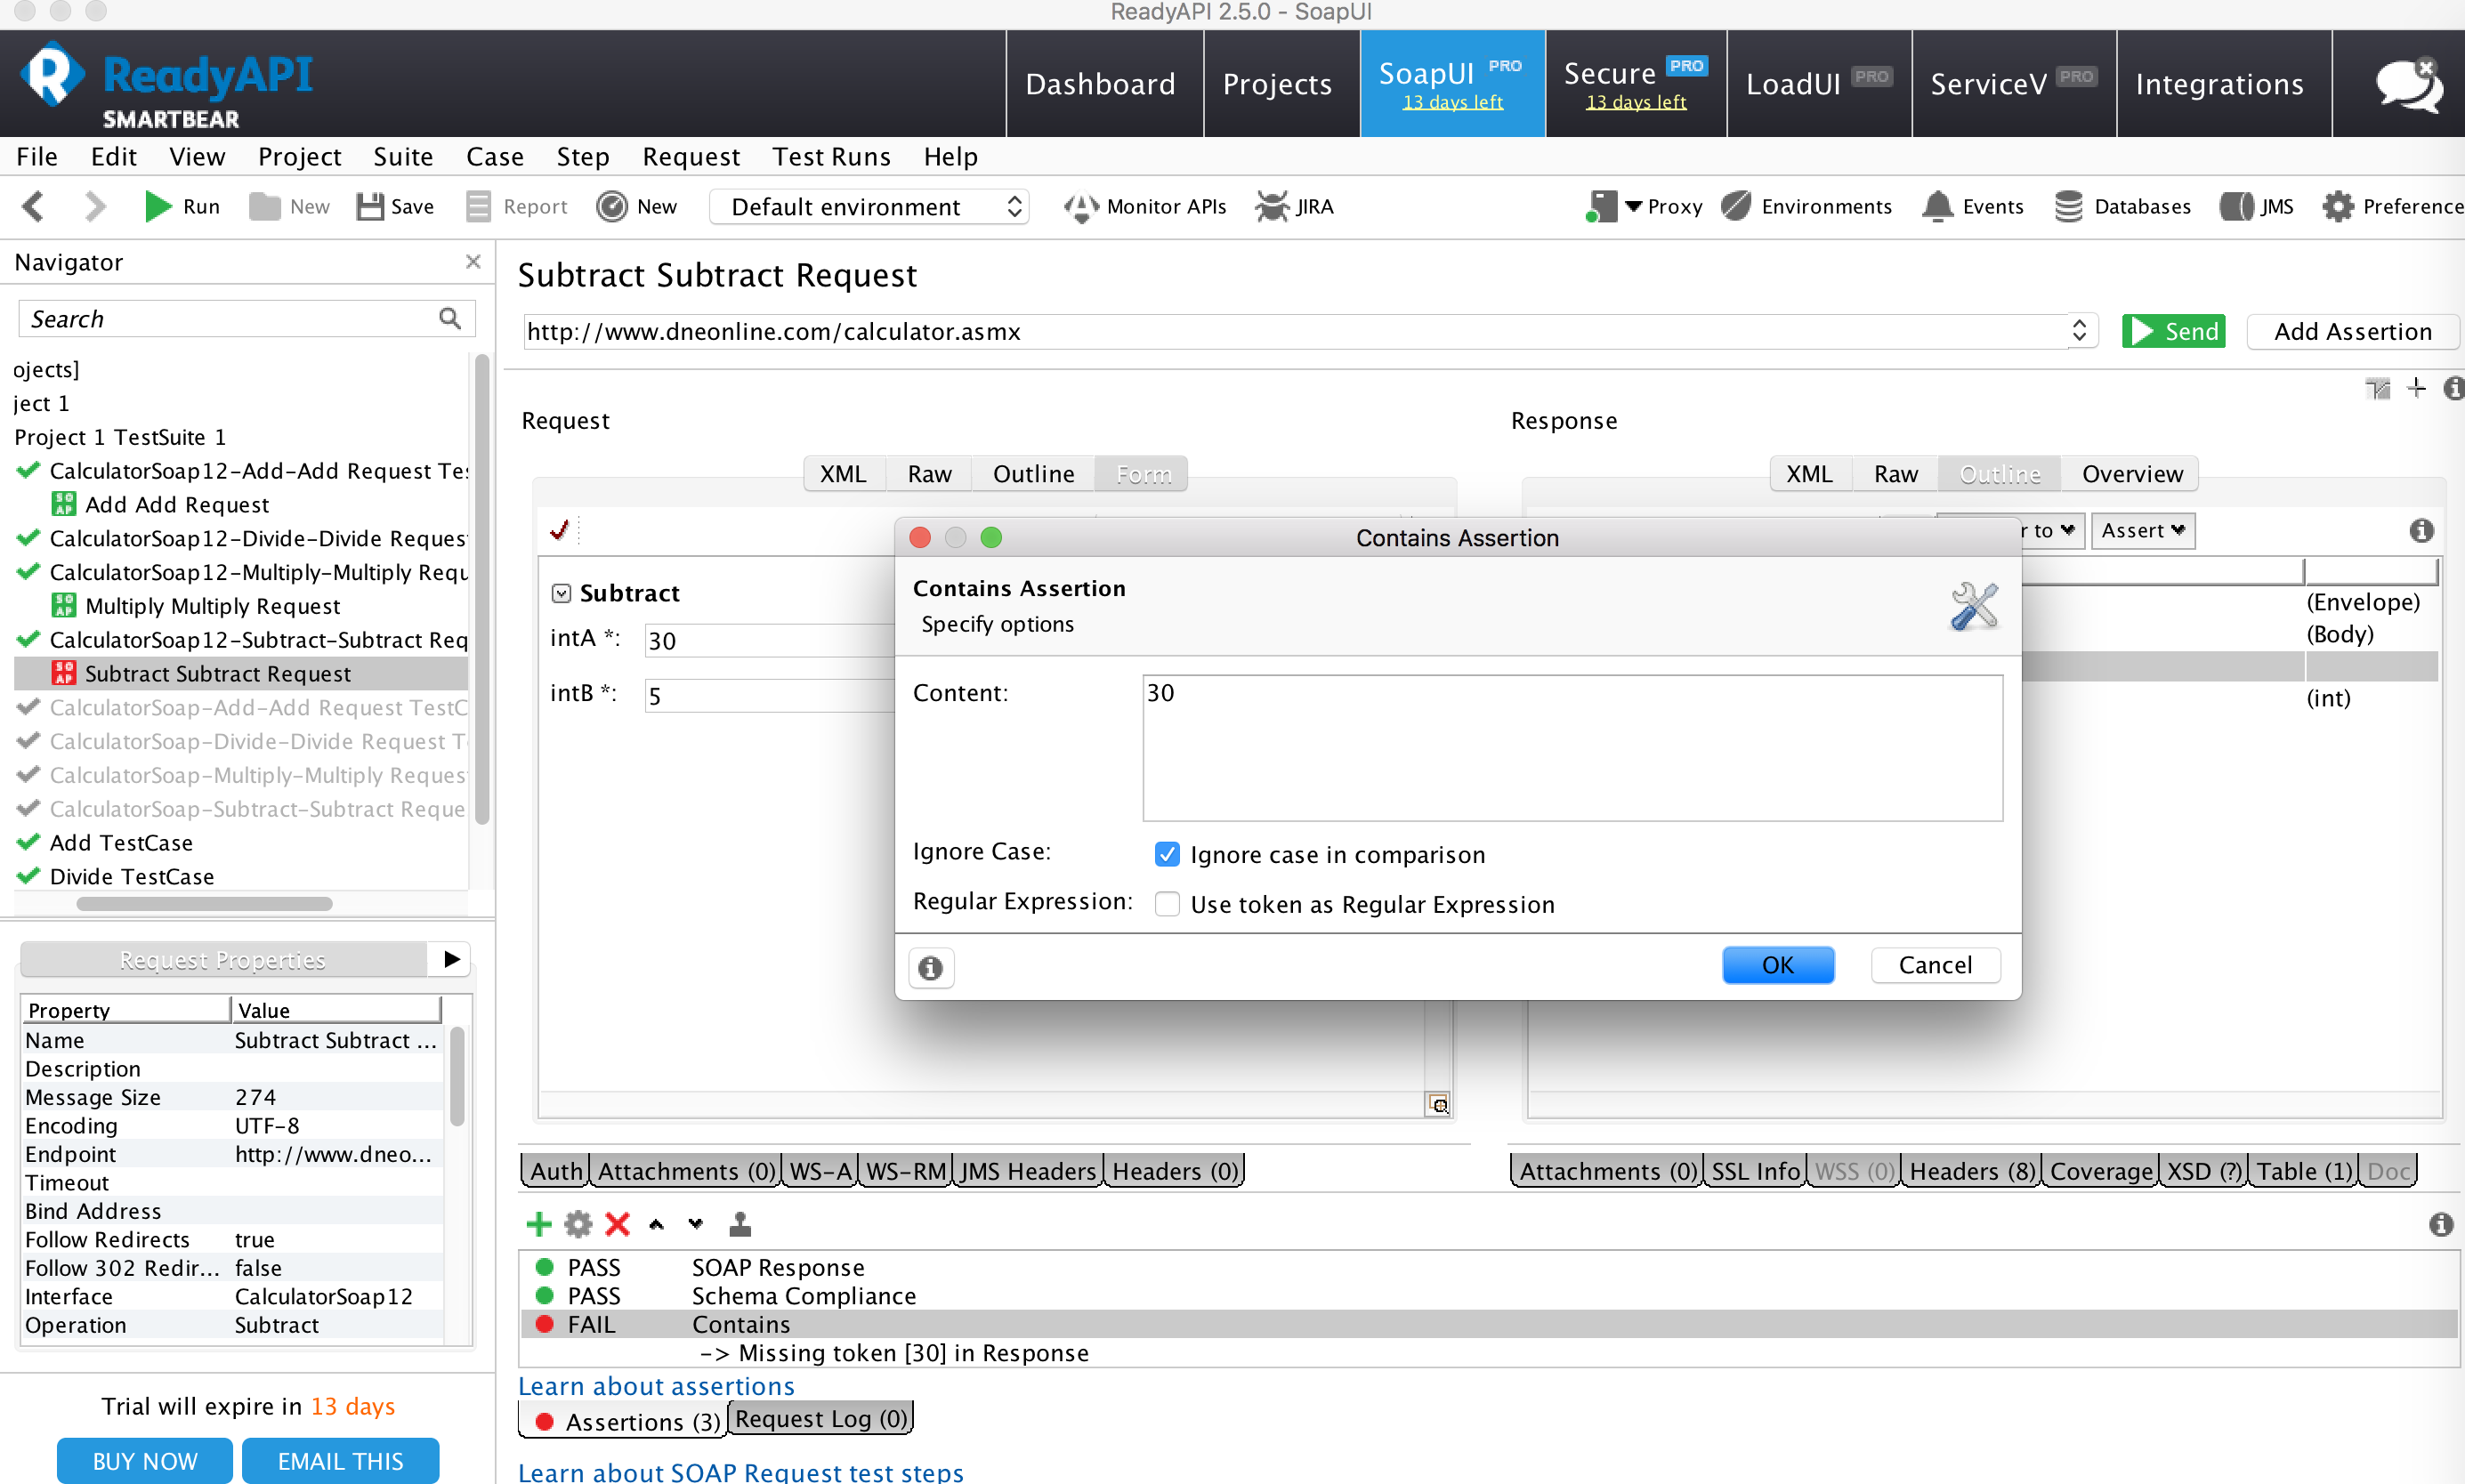 ReadyAPI 2.5.0 - SoapUI
ReadyAPI
SMARTBEAR
Dashboard
Projects
SoapUI PRO
13 days left
Secure PRO
13 days left
LoadUI PRO
ServiceV PRO
Integrations
File Edit View Project Suite Case Step Request Test Runs Help
Run New Save Report New Default environment Monitor APIs JIRA Proxy Environments Events Databases JMS Preference
Navigator
Search
ojects]
ject 1
Project 1 TestSuite 1
CalculatorSoap12-Add-Add Request Tes
Add Add Request
CalculatorSoap12-Divide-Divide Reques
CalculatorSoap12-Multiply-Multiply Requ
Multiply Multiply Request
CalculatorSoap12-Subtract-Subtract Req
Subtract Subtract Request
CalculatorSoap-Add-Add Request TestC
CalculatorSoap-Divide-Divide Request T
CalculatorSoap-Multiply-Multiply Reques
CalculatorSoap-Subtract-Subtract Reque
Add TestCase
Divide TestCase
Request Properties
Property Value
Name Subtract Subtract ...
Description
Message Size 274
Encoding UTF-8
Endpoint http://www.dneo...
Timeout
Bind Address
Follow Redirects true
Follow 302 Redir... false
Interface CalculatorSoap12
Operation Subtract
Trial will expire in 13 days
BUY NOW EMAIL THIS
Subtract Subtract Request
http://www.dneonline.com/calculator.asmx
Send
Add Assertion
Request
XML Raw Outline Form
Subtract
intA *: 30
intB *: 5
Response
XML Raw Outline Overview
r to Assert
(Envelope)
(Body)
(int)
Contains Assertion
Contains Assertion
Specify options
Content: 30
Ignore Case: Ignore case in comparison
Regular Expression: Use token as Regular Expression
OK Cancel
Auth Attachments (0) WS-A WS-RM JMS Headers Headers (0)
Attachments (0) SSL Info WSS (0) Headers (8) Coverage XSD (?) Table (1) Doc
PASS SOAP Response
PASS Schema Compliance
FAIL Contains
-> Missing token [30] in Response
Learn about assertions
Assertions (3) Request Log (0)
Learn about SOAP Request test steps